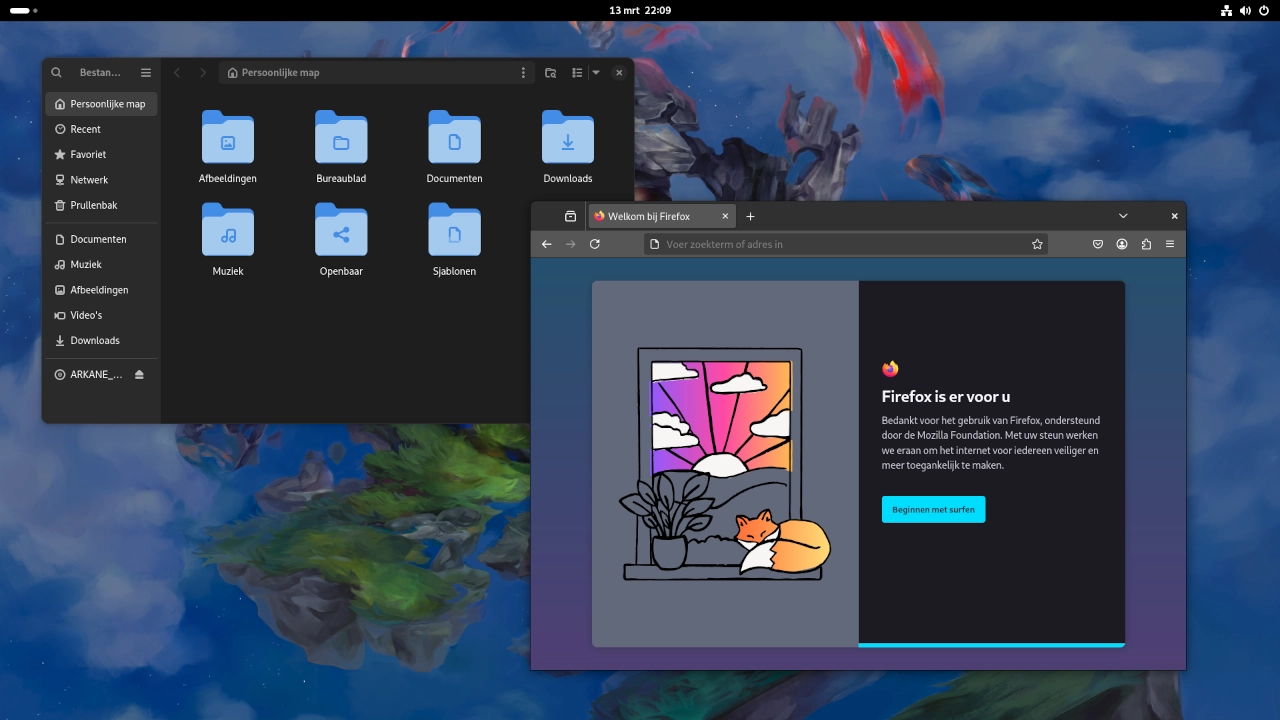 13 mrt 22:09
Bestan…
Persoonlijke map
Persoonlijke map
Recent
Favoriet
Netwerk
Prullenbak
Documenten
Muziek
Afbeeldingen
Video's
Downloads
ARKANE_…
Afbeeldingen
Bureaublad
Documenten
Downloads
Muziek
Openbaar
Sjablonen
Welkom bij Firefox
Voer zoekterm of adres in
Firefox is er voor u
Bedankt voor het gebruik van Firefox, ondersteund
door de Mozilla Foundation. Met uw steun werken
we eraan om het internet voor iedereen veiliger en
meer toegankelijk te maken.
Beginnen met surfen